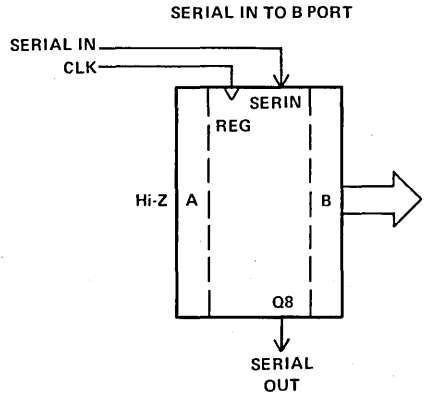 SERIAL IN TO B PORT
SERIAL IN
CLK
SERIN
REG
Hi-Z A B
Q8
SERIAL
OUT